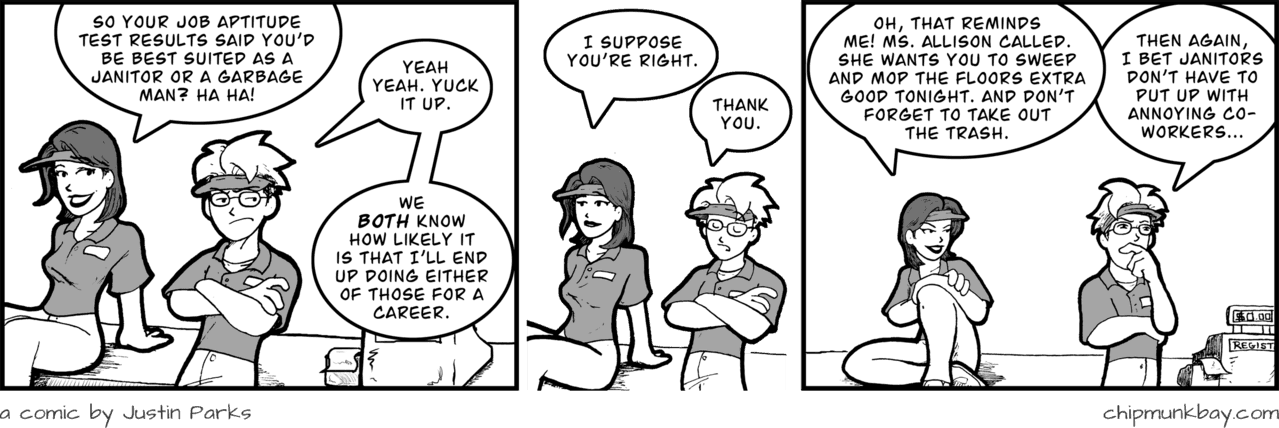 SO YOUR JOB APTITUDE
TEST RESULTS SAID YOU'D
BE BEST SUITED AS A
JANITOR OR A GARBAGE
MAN? HA HA!
YEAH
YEAH. YUCK
IT UP.
WE
BOTH KNOW
HOW LIKELY IT
IS THAT I'LL END
UP DOING EITHER
OF THOSE FOR A
CAREER.
I SUPPOSE
YOU'RE RIGHT.
THANK
YOU.
OH, THAT REMINDS
ME! MS. ALLISON CALLED.
SHE WANTS YOU TO SWEEP
AND MOP THE FLOORS EXTRA
GOOD TONIGHT. AND DON'T
FORGET TO TAKE OUT
THE TRASH.
THEN AGAIN,
I BET JANITORS
DON'T HAVE TO
PUT UP WITH
ANNOYING CO-
WORKERS...
$0.00
REGIST
a comic by Justin Parks
chipmunkbay.com